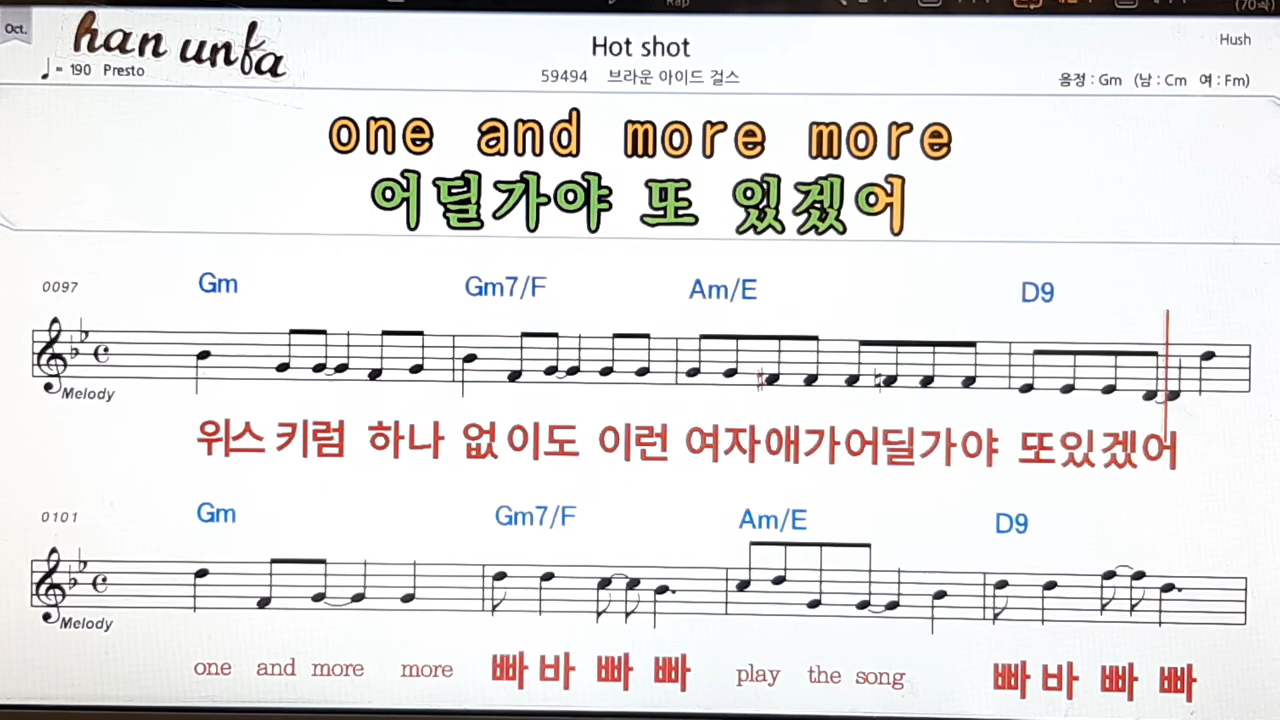 Rap
(70곡)
Oct.
han unfa
Hot shot
Hush
♩= 190 Presto
59494 브라운 아이드 걸스
음정 : Gm (남 : Cm 여 : Fm)
one and more more
어딜가야 또 있겠어
0097 Gm Gm7/F Am/E D9
Melody
위스 키럼 하나 없이도 이런 여자애가어딜가야 또있겠어
0101 Gm Gm7/F Am/E D9
Melody
one and more more 빠 바 빠 빠 play the song 빠 바 빠 빠